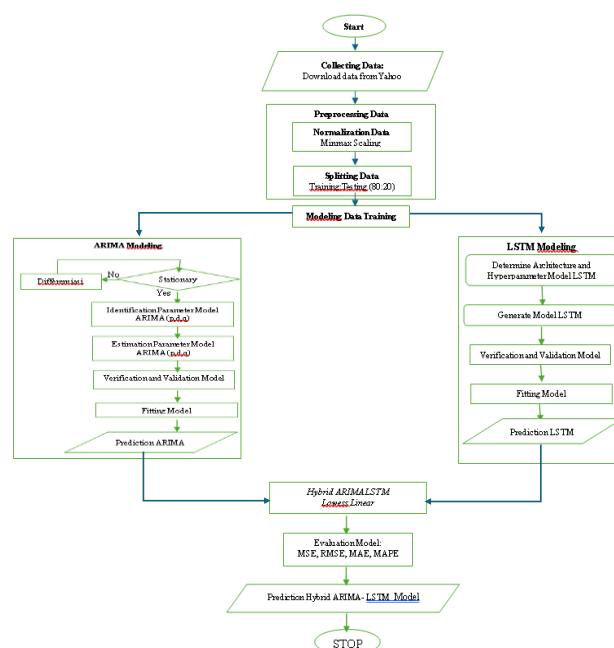 Start
Collecting Data:
Download data from Yahoo
Preprocessing Data
Normalization Data
Minmax Scaling
Splitting Data
Training:Testing (80:20)
Modeling Data Training
ARIMA Modeling
No
Stationary
Differensiasi
Yes
Identification Parameter Model
ARIMA (p,d,q)
Estimation Parameter Model
ARIMA (p,d,q)
Verification and Validation Model
Fitting Model
Prediction ARIMA
LSTM Modeling
Determine Architecture and
Hyperparameter Model LSTM
Generate Model LSTM
Verification and Validation Model
Fitting Model
Prediction LSTM
Hybrid ARIMALSTM
Lowess Linear
Evaluation Model:
MSE, RMSE, MAE, MAPE
Prediction Hybrid ARIMA- LSTM Model
STOP